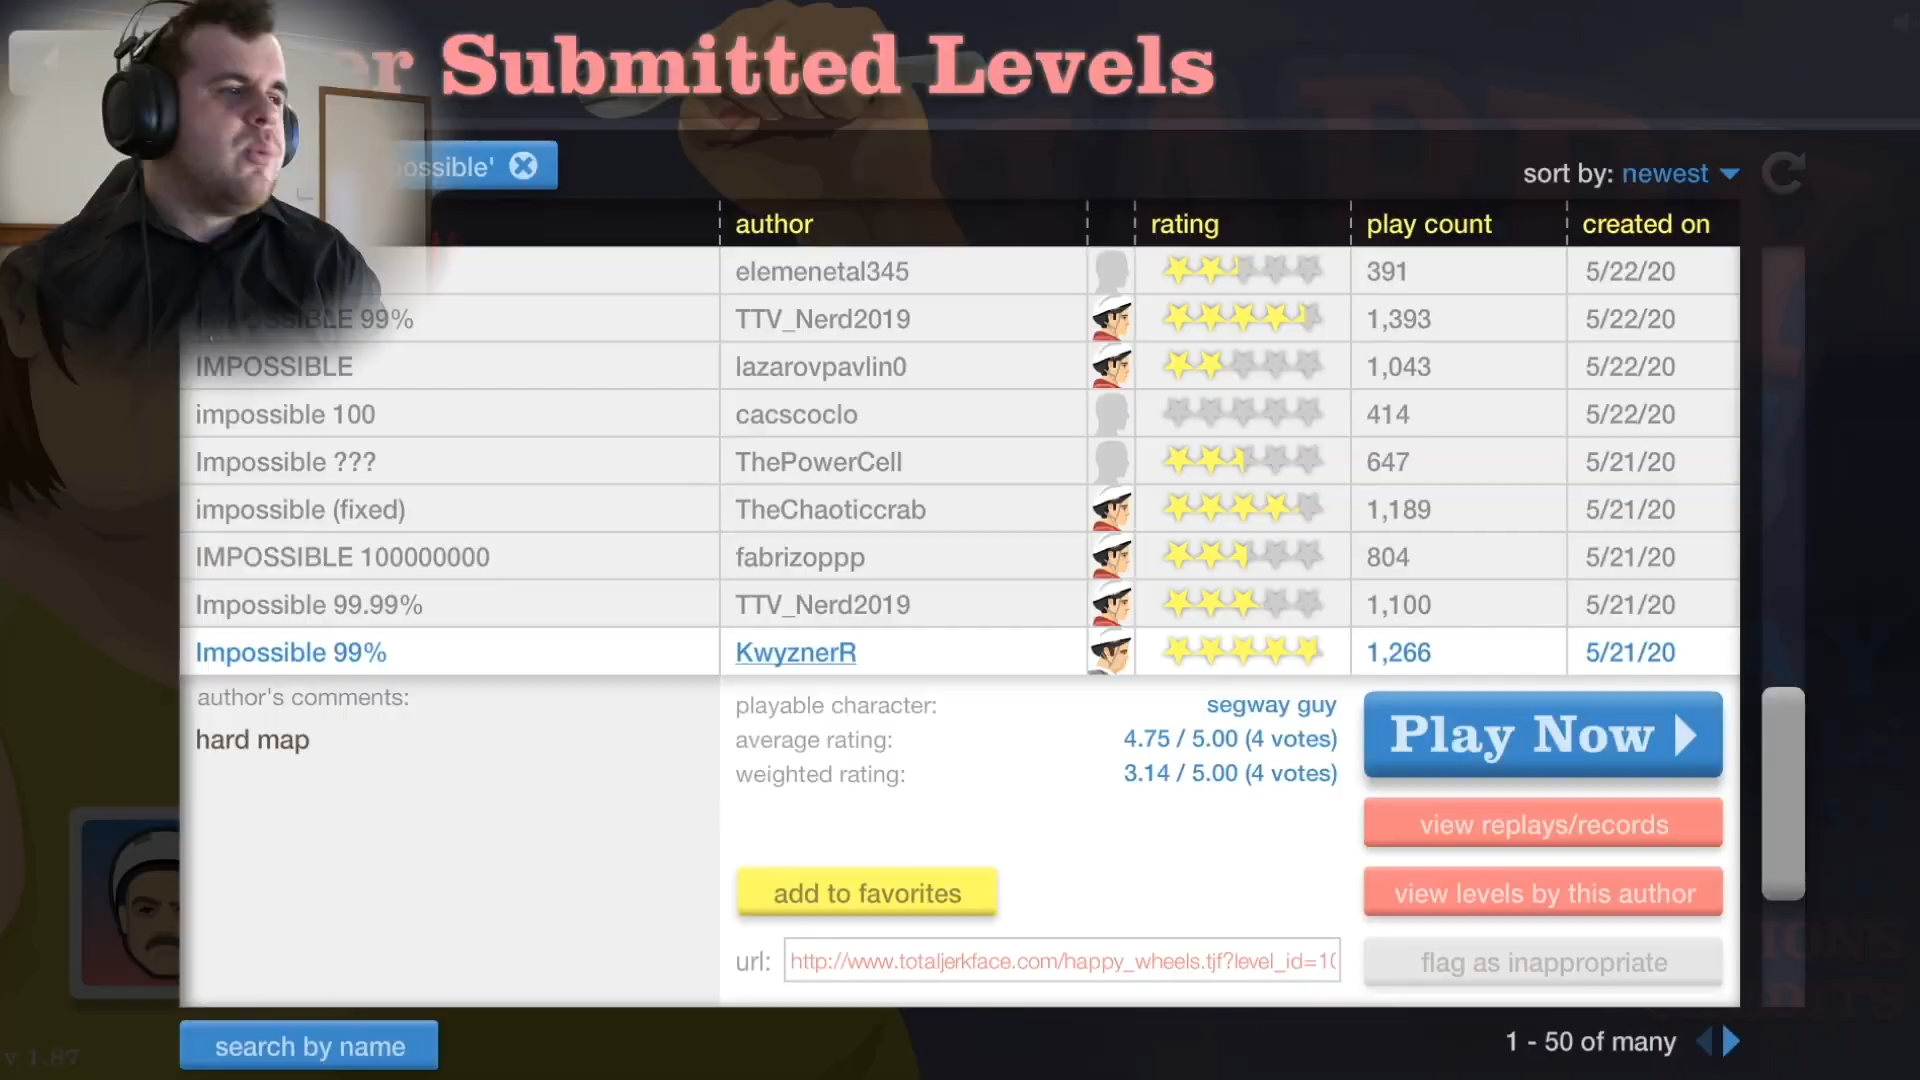 er Submitted Levels
possible'
sort by: newest
author rating play count created on
elemenetal345 391 5/22/20
IMPOSSIBLE 99% TTV_Nerd2019 1,393 5/22/20
IMPOSSIBLE lazarovpavlin0 1,043 5/22/20
impossible 100 cacscoclo 414 5/22/20
Impossible ??? ThePowerCell 647 5/21/20
impossible (fixed) TheChaoticcrab 1,189 5/21/20
IMPOSSIBLE 100000000 fabrizoppp 804 5/21/20
Impossible 99.99% TTV_Nerd2019 1,100 5/21/20
Impossible 99% KwyznerR 1,266 5/21/20
author's comments:
hard map
playable character: segway guy
average rating: 4.75 / 5.00 (4 votes)
weighted rating: 3.14 / 5.00 (4 votes)
Play Now
view replays/records
add to favorites
view levels by this author
url: http://www.totaljerkface.com/happy_wheels.tjf?level_id=10
flag as inappropriate
search by name
1 - 50 of many
v 1.87